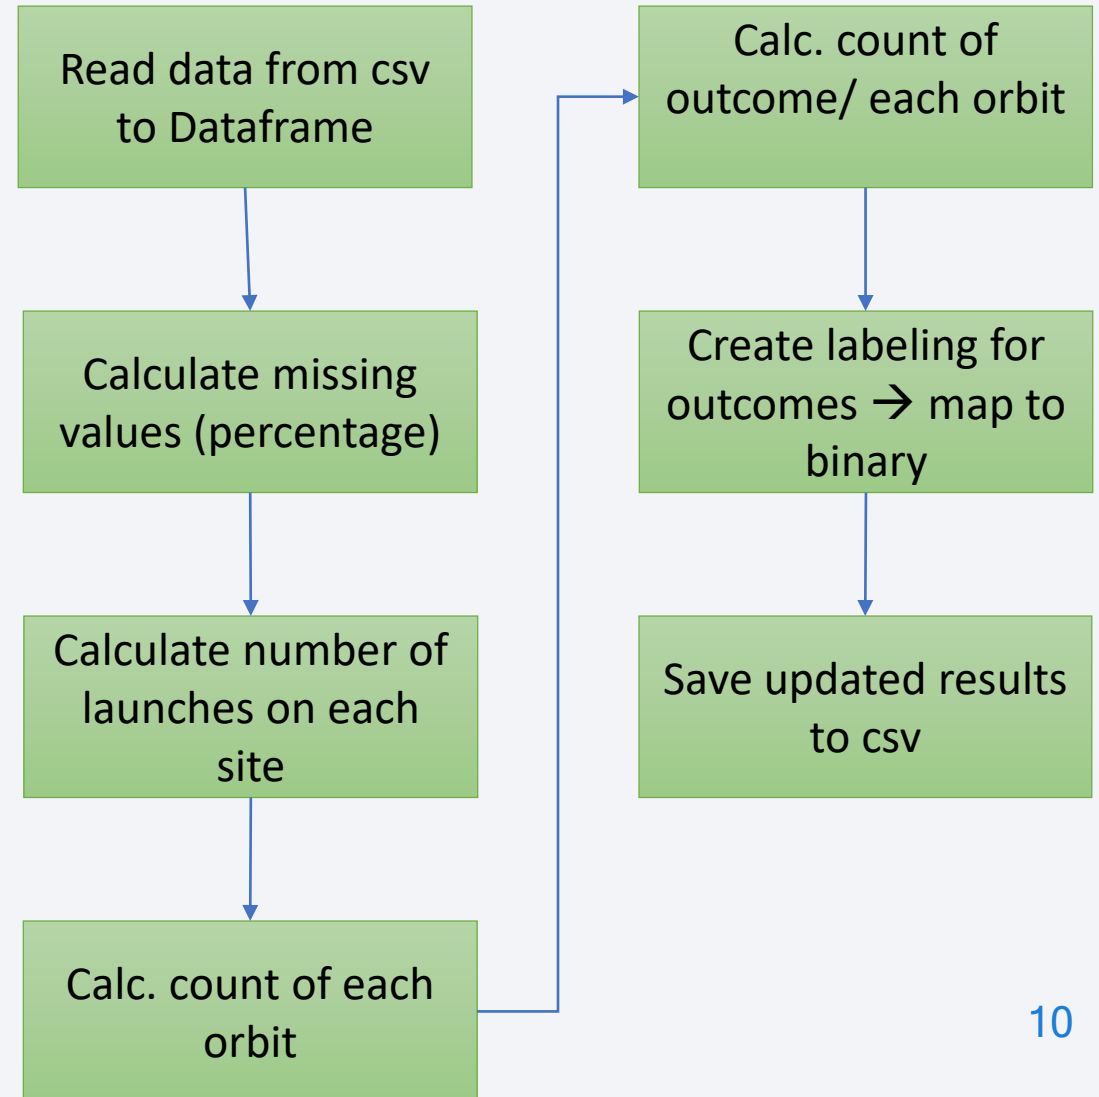 Read data from csv
to Dataframe
Calculate missing
values (percentage)
Calculate number of
launches on each
site
Calc. count of each
orbit
Calc. count of
outcome/ each orbit
Create labeling for
outcomes → map to
binary
Save updated results
to csv
10